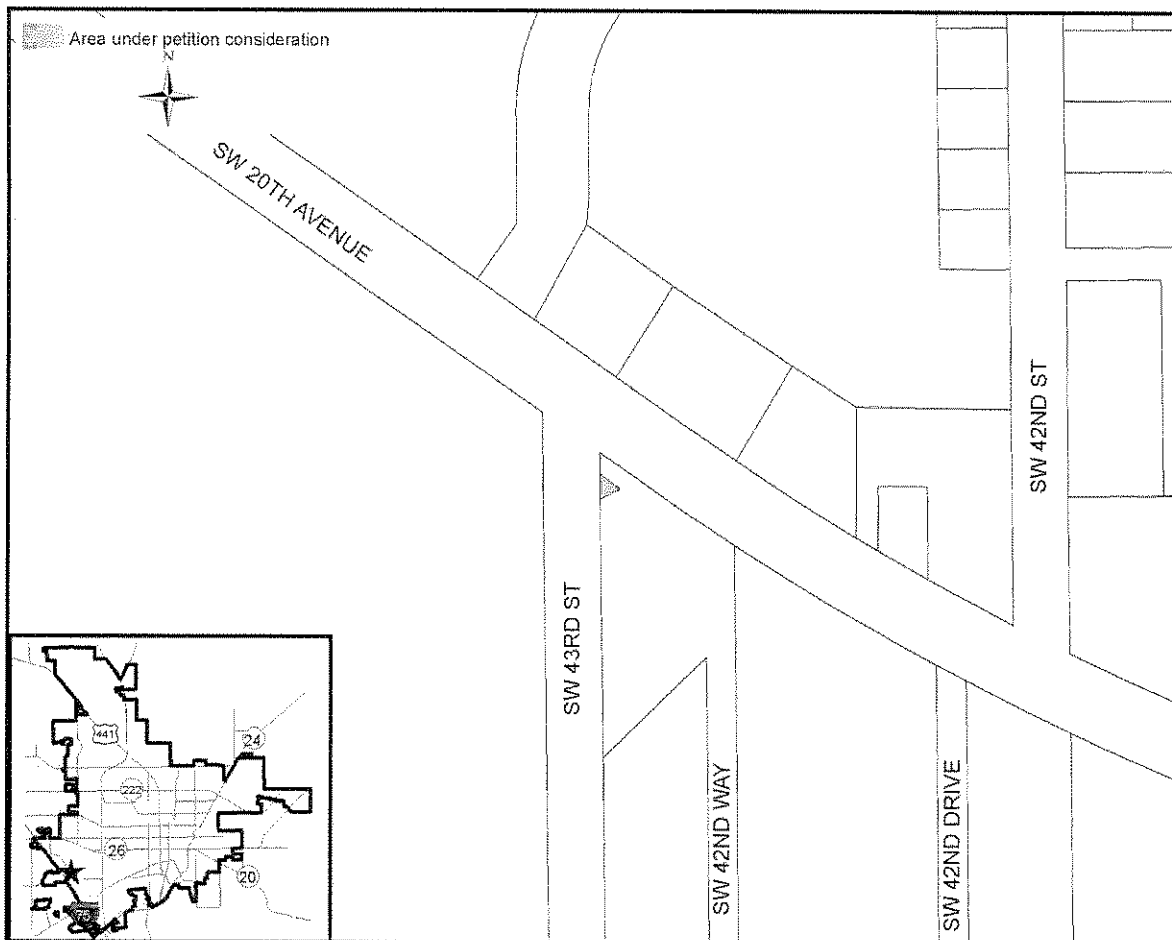 Area under petition consideration
N
SW 20TH AVENUE
SW 42ND ST
SW 43RD ST
SW 42ND WAY
SW 42ND DRIVE
441
24
222
26
20